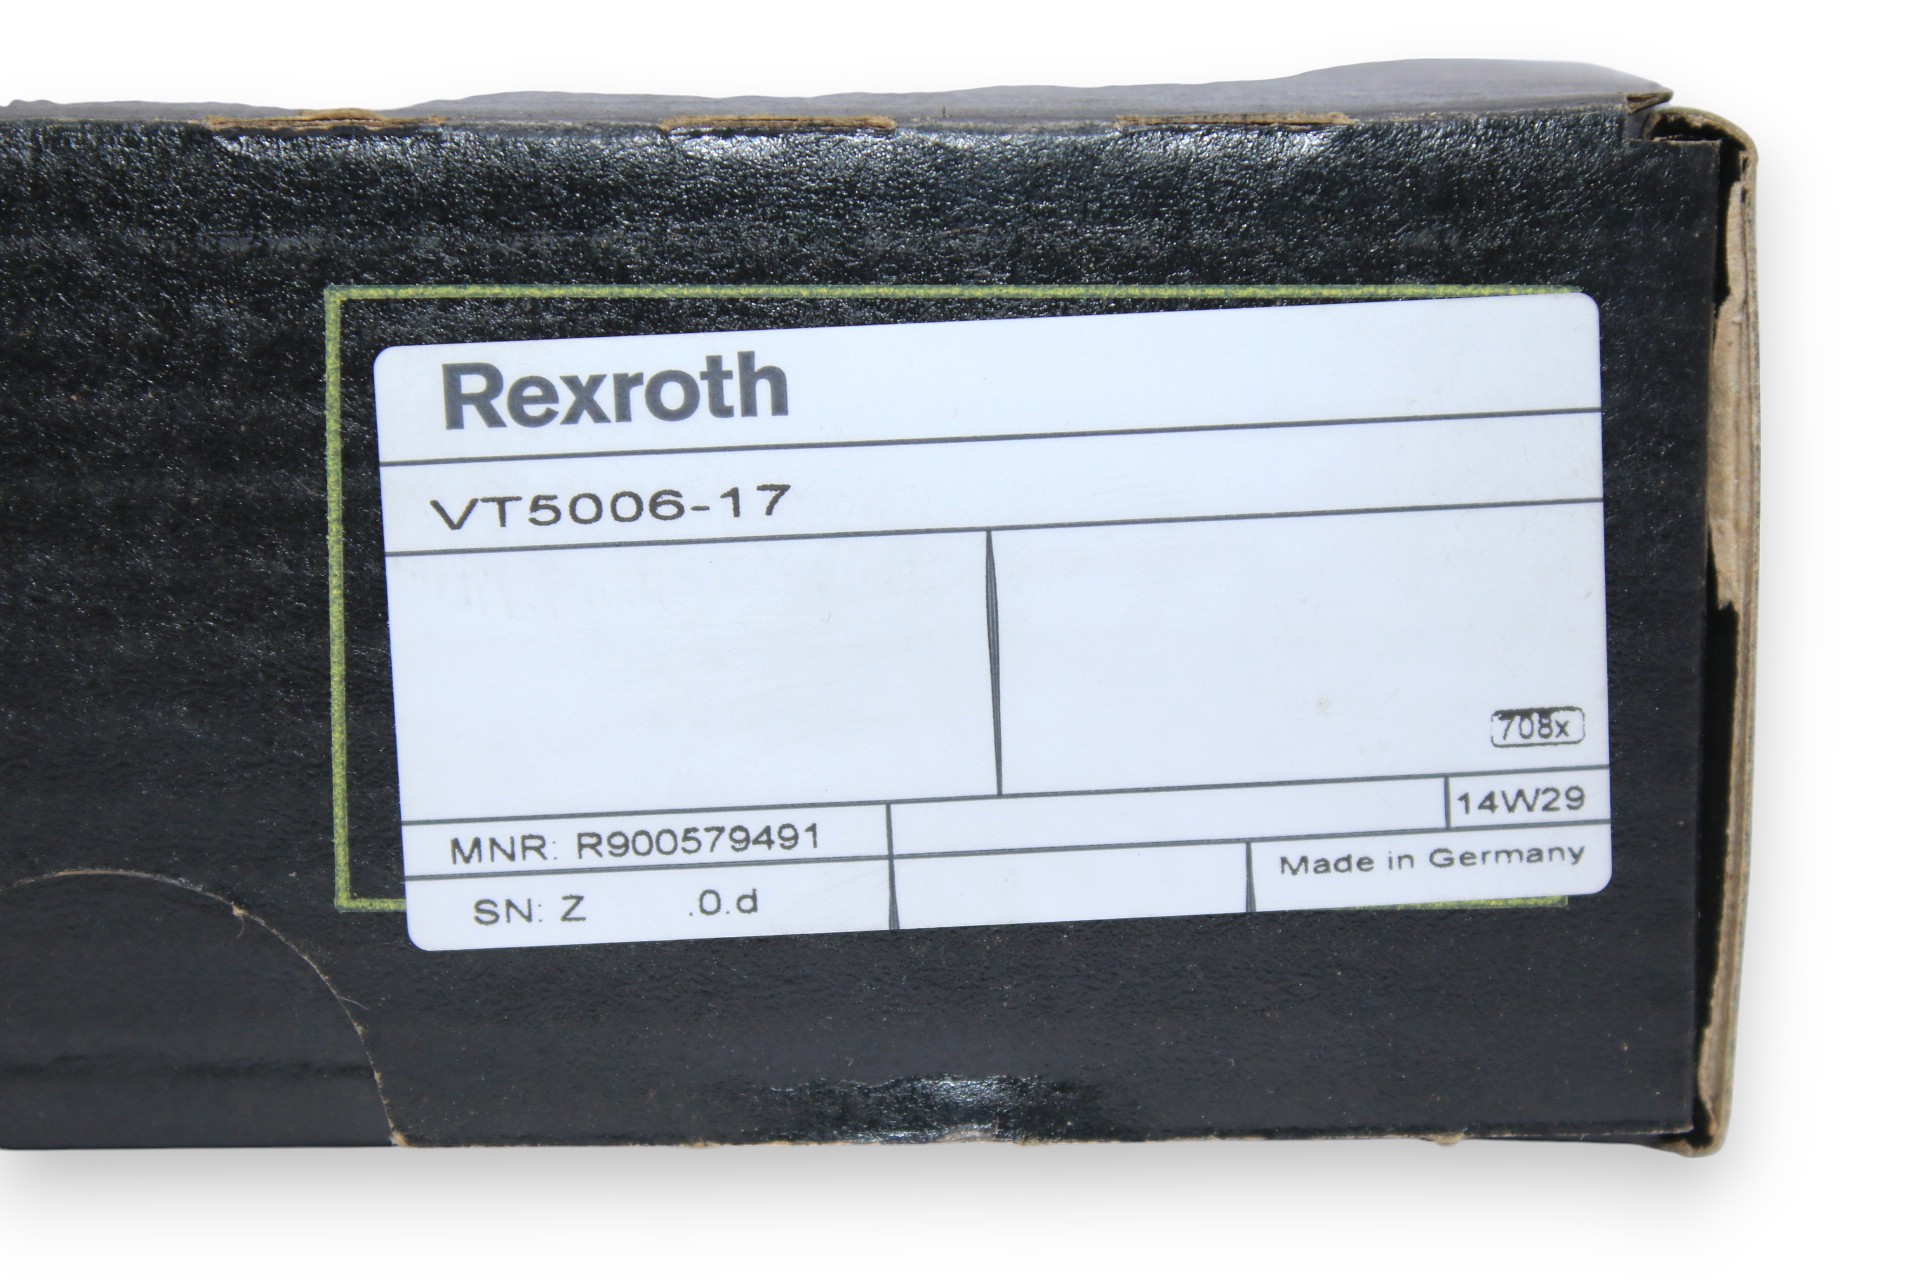 Rexroth
VT5006-17
708x
14W29
MNR: R900579491
Made in Germany
SN: Z .0.d